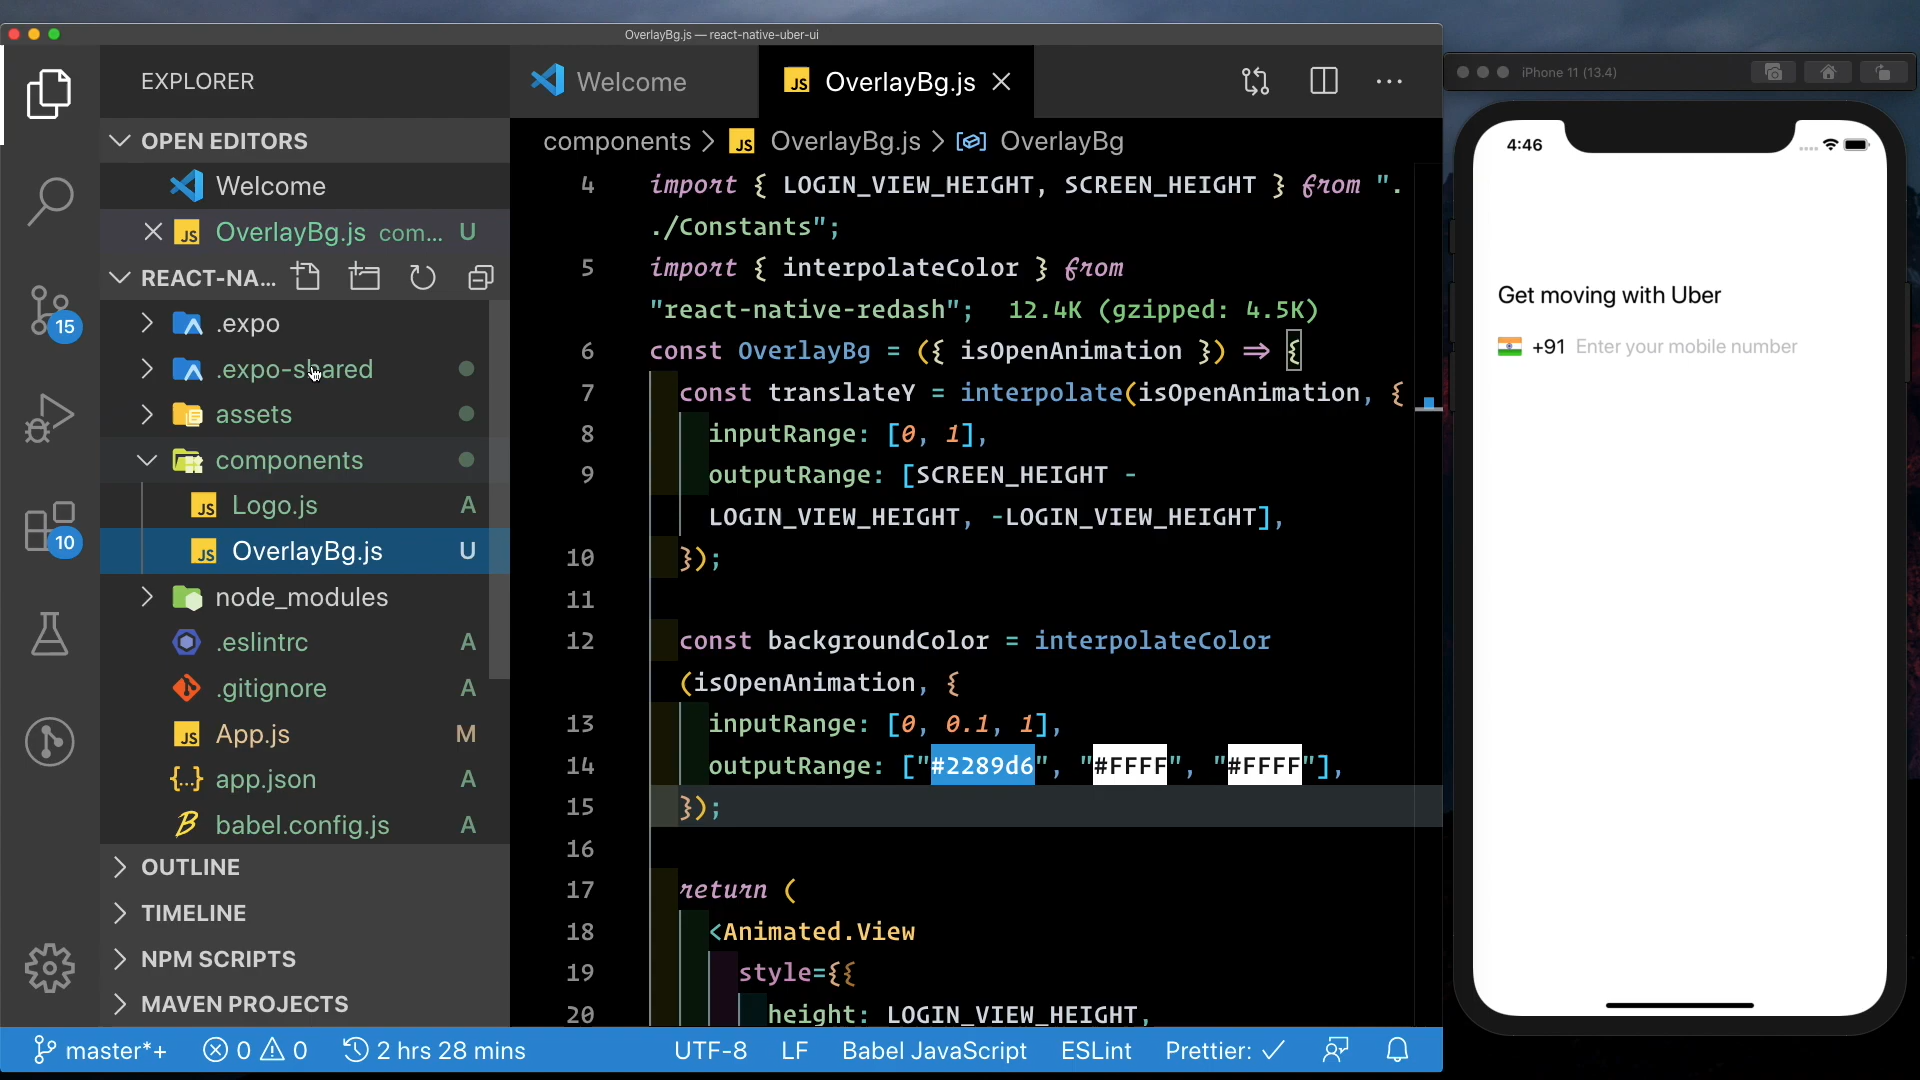 OverlayBg.js — react-native-uber-ui
EXPLORER
OPEN EDITORS
Welcome
JS OverlayBg.js com... U
REACT-NA...
.expo
.expo-shared
assets
components
JS Logo.js A
JS OverlayBg.js U
node_modules
.eslintrc A
.gitignore A
JS App.js M
{...} app.json A
babel.config.js A
OUTLINE
TIMELINE
NPM SCRIPTS
MAVEN PROJECTS
15
10
Welcome
JS OverlayBg.js
components > JS OverlayBg.js > OverlayBg
4 import { LOGIN_VIEW_HEIGHT, SCREEN_HEIGHT } from ".
./Constants";
5 import { interpolateColor } from
"react-native-redash"; 12.4K (gzipped: 4.5K)
6 const OverlayBg = ({ isOpenAnimation }) => {
7 const translateY = interpolate(isOpenAnimation, {
8 inputRange: [0, 1],
9 outputRange: [SCREEN_HEIGHT -
LOGIN_VIEW_HEIGHT, -LOGIN_VIEW_HEIGHT],
10 });
11
12 const backgroundColor = interpolateColor
(isOpenAnimation, {
13 inputRange: [0, 0.1, 1],
14 outputRange: ["#2289d6", "#FFFF", "#FFFF"],
15 });
16
17 return (
18 <Animated.View
19 style={{
20 height: LOGIN_VIEW_HEIGHT,
master*+ 0 0 2 hrs 28 mins UTF-8 LF Babel JavaScript ESLint Prettier: ✓
iPhone 11 (13.4)
4:46
Get moving with Uber
+91 Enter your mobile number